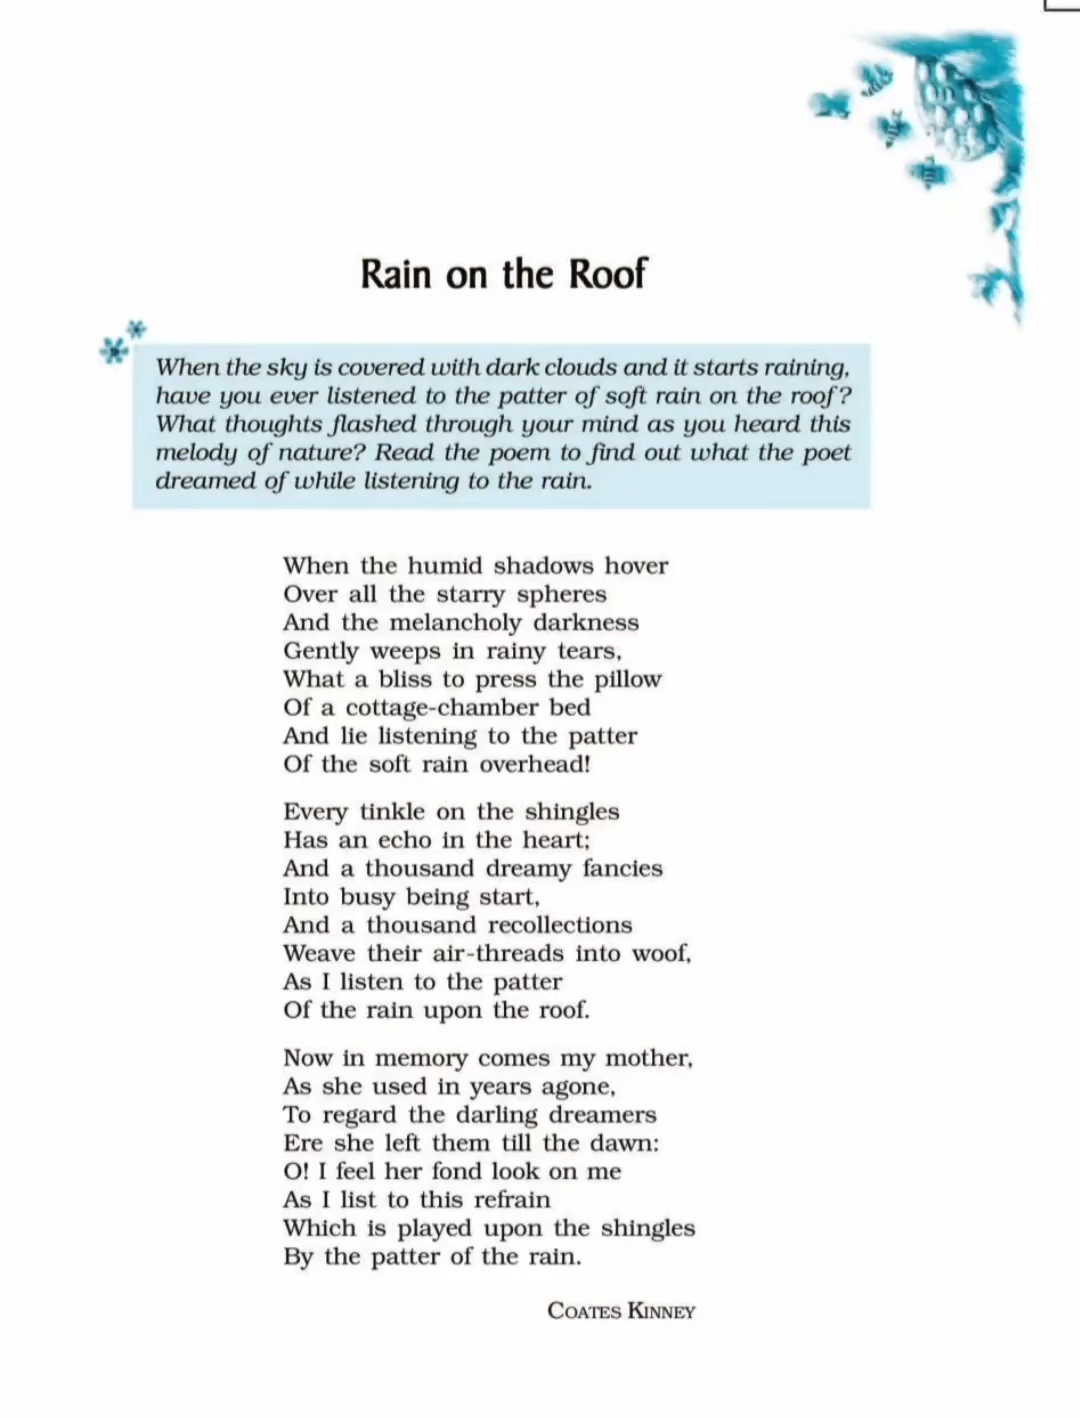 Rain on the Roof
When the sky is covered with dark clouds and it starts raining,
have you ever listened to the patter of soft rain on the roof?
What thoughts flashed through your mind as you heard this
melody of nature? Read the poem to find out what the poet
dreamed of while listening to the rain.
When the humid shadows hover
Over all the starry spheres
And the melancholy darkness
Gently weeps in rainy tears,
What a bliss to press the pillow
Of a cottage-chamber bed
And lie listening to the patter
Of the soft rain overhead!
Every tinkle on the shingles
Has an echo in the heart;
And a thousand dreamy fancies
Into busy being start,
And a thousand recollections
Weave their air-threads into woof,
As I listen to the patter
Of the rain upon the roof.
Now in memory comes my mother,
As she used in years agone,
To regard the darling dreamers
Ere she left them till the dawn:
O! I feel her fond look on me
As I list to this refrain
Which is played upon the shingles
By the patter of the rain.
COATES KINNEY